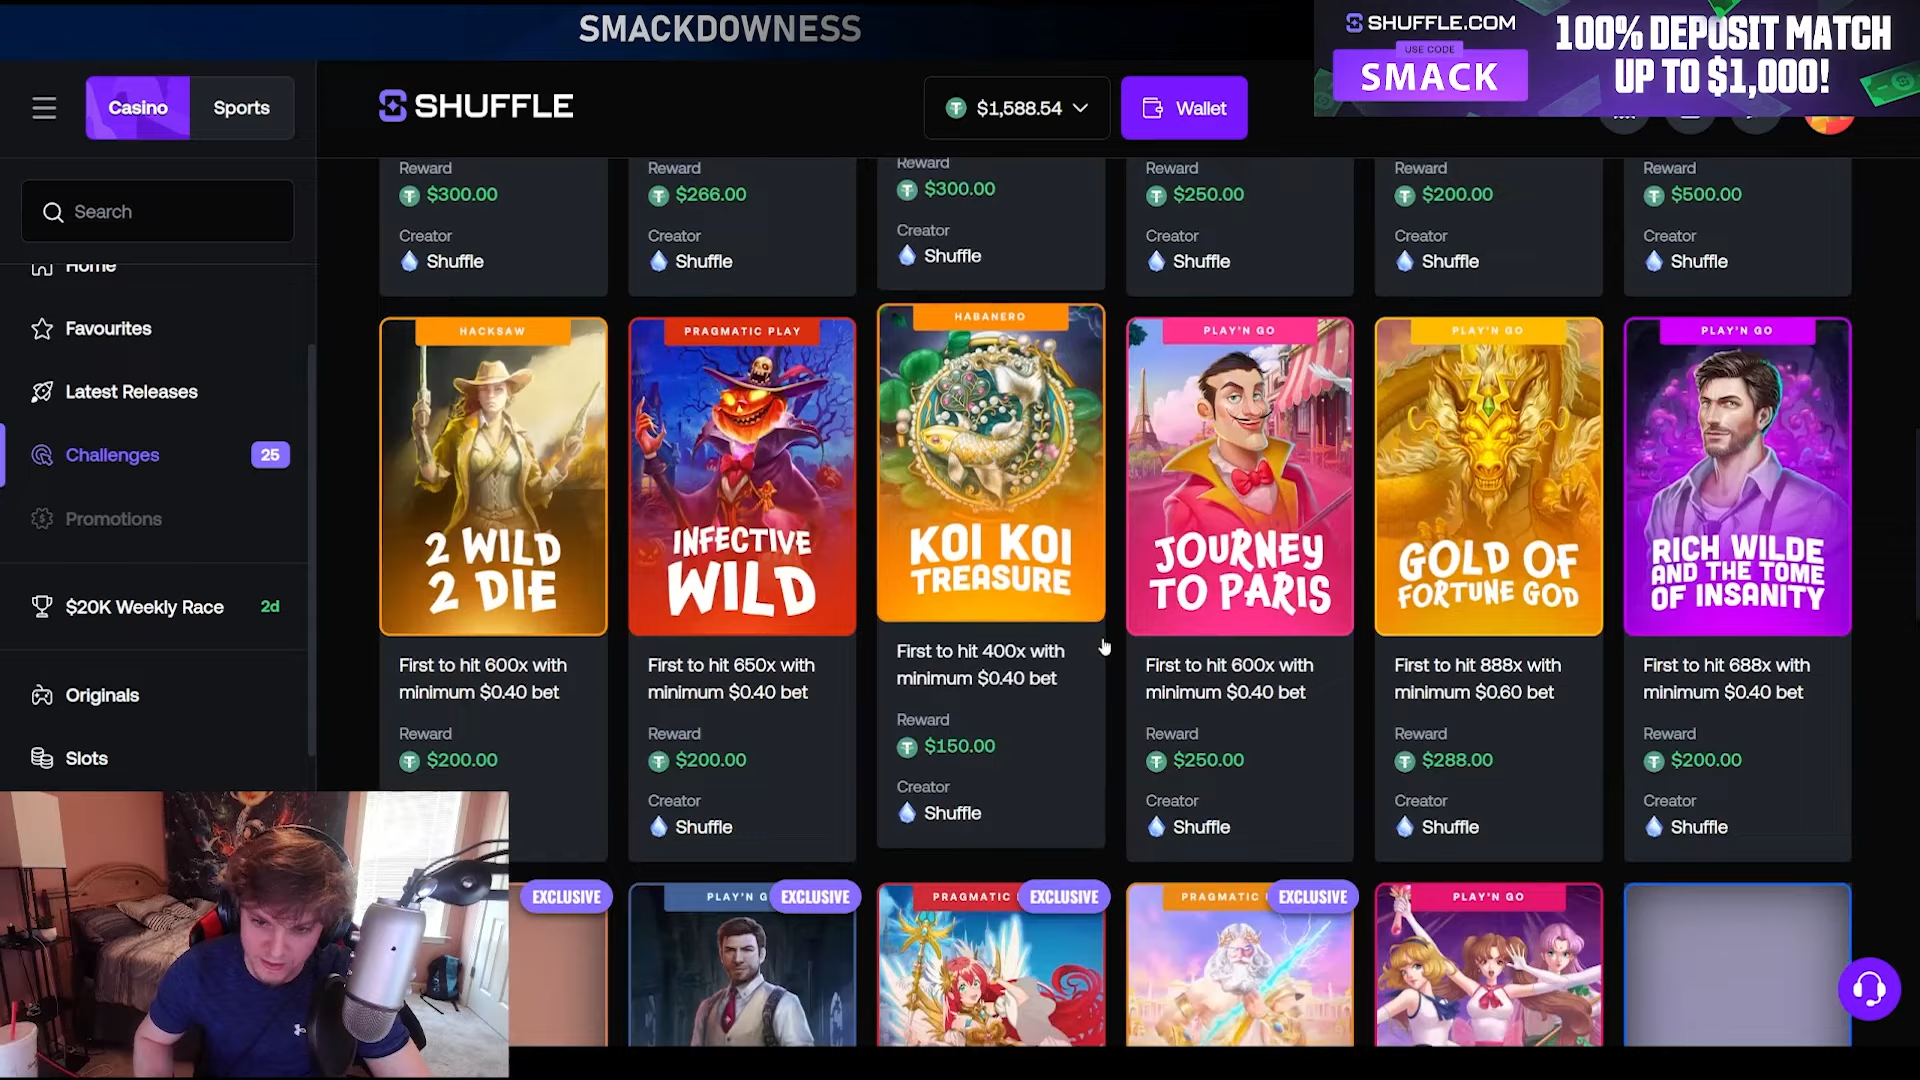 SMACKDOWNESS
SHUFFLE.COM
USE CODE
SMACK
100% DEPOSIT MATCH
UP TO $1,000!
Casino
Sports
SHUFFLE
$1,588.54
Wallet
Search
Home
Favourites
Latest Releases
Challenges
25
Promotions
$20K Weekly Race
2d
Originals
Slots
Reward
$300.00
Creator
Shuffle
Reward
$266.00
Creator
Shuffle
Reward
$300.00
Creator
Shuffle
Reward
$250.00
Creator
Shuffle
Reward
$200.00
Creator
Shuffle
Reward
$500.00
Creator
Shuffle
HACKSAW
2 WILD
2 DIE
First to hit 600x with
minimum $0.40 bet
Reward
$200.00
PRAGMATIC PLAY
INFECTIVE
WILD
First to hit 650x with
minimum $0.40 bet
Reward
$200.00
Creator
Shuffle
HABANERO
KOI KOI
TREASURE
First to hit 400x with
minimum $0.40 bet
Reward
$150.00
Creator
Shuffle
PLAY'N GO
JOURNEY
TO PARIS
First to hit 600x with
minimum $0.40 bet
Reward
$250.00
Creator
Shuffle
PLAY'N GO
GOLD OF
FORTUNE GOD
First to hit 888x with
minimum $0.60 bet
Reward
$288.00
Creator
Shuffle
PLAY'N GO
RICH WILDE
AND THE TOME
OF INSANITY
First to hit 688x with
minimum $0.40 bet
Reward
$200.00
Creator
Shuffle
EXCLUSIVE
PLAY'N G
EXCLUSIVE
PRAGMATIC
EXCLUSIVE
PRAGMATIC
EXCLUSIVE
PLAY'N GO